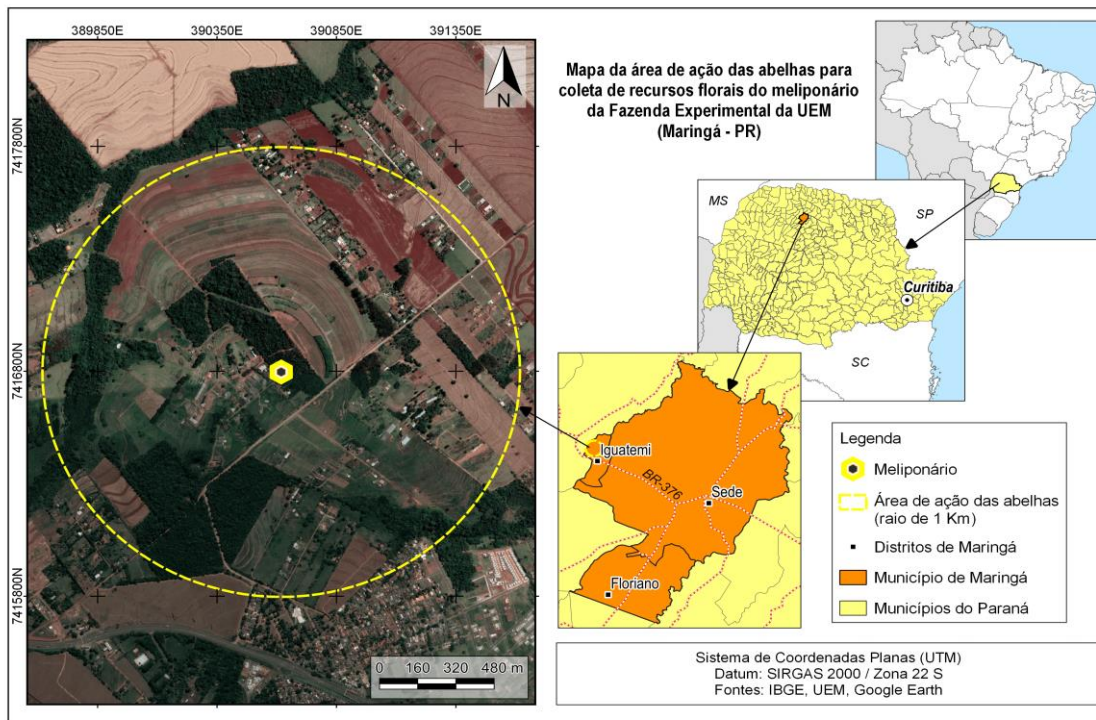 389850E 390350E 390850E 391350E
7417800N
7416800N
7415800N
N
0 160 320 480 m
Mapa da área de ação das abelhas para
coleta de recursos florais do meliponário
da Fazenda Experimental da UEM
(Maringá - PR)
MS
SP
Curitiba
SC
Iguatemi
BR-376
Sede
Floriano
Legenda
Meliponário
Área de ação das abelhas
(raio de 1 Km)
Distritos de Maringá
Município de Maringá
Municípios do Paraná
Sistema de Coordenadas Planas (UTM)
Datum: SIRGAS 2000 / Zona 22 S
Fontes: IBGE, UEM, Google Earth